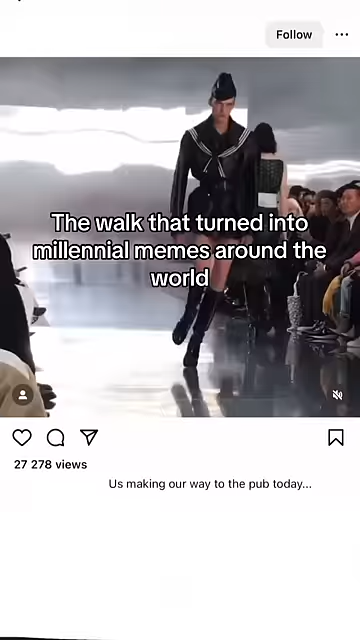 Follow
The walk that turned into
millennial memes around the
world
27 278 views
Us making our way to the pub today...